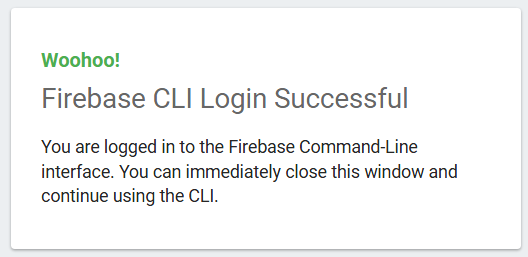 Woohoo!
Firebase CLI Login Successful
You are logged in to the Firebase Command-Line
interface. You can immediately close this window and
continue using the CLI.